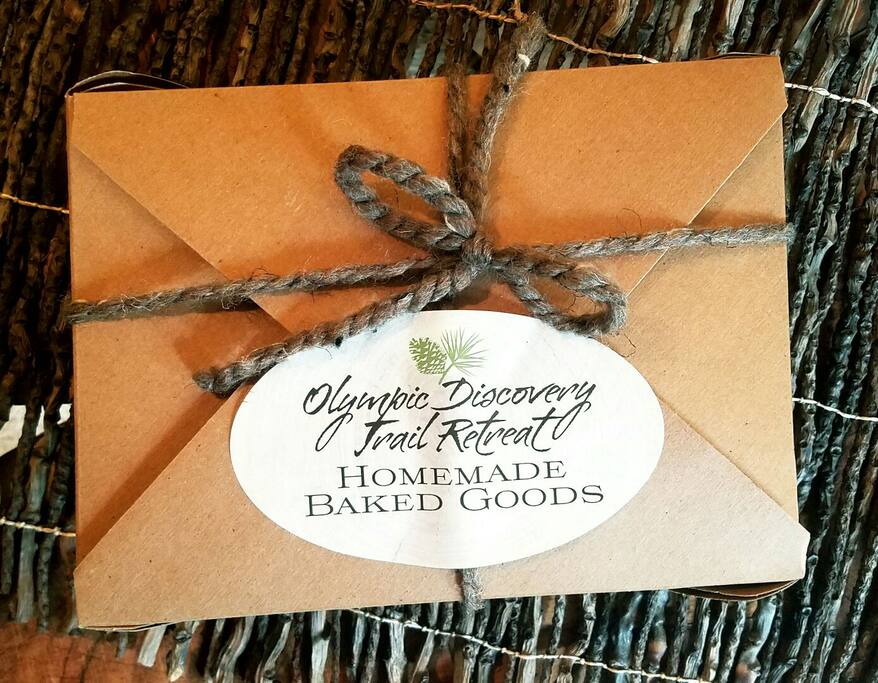 Olympic Discovery
Trail Retreat
Homemade
Baked Goods